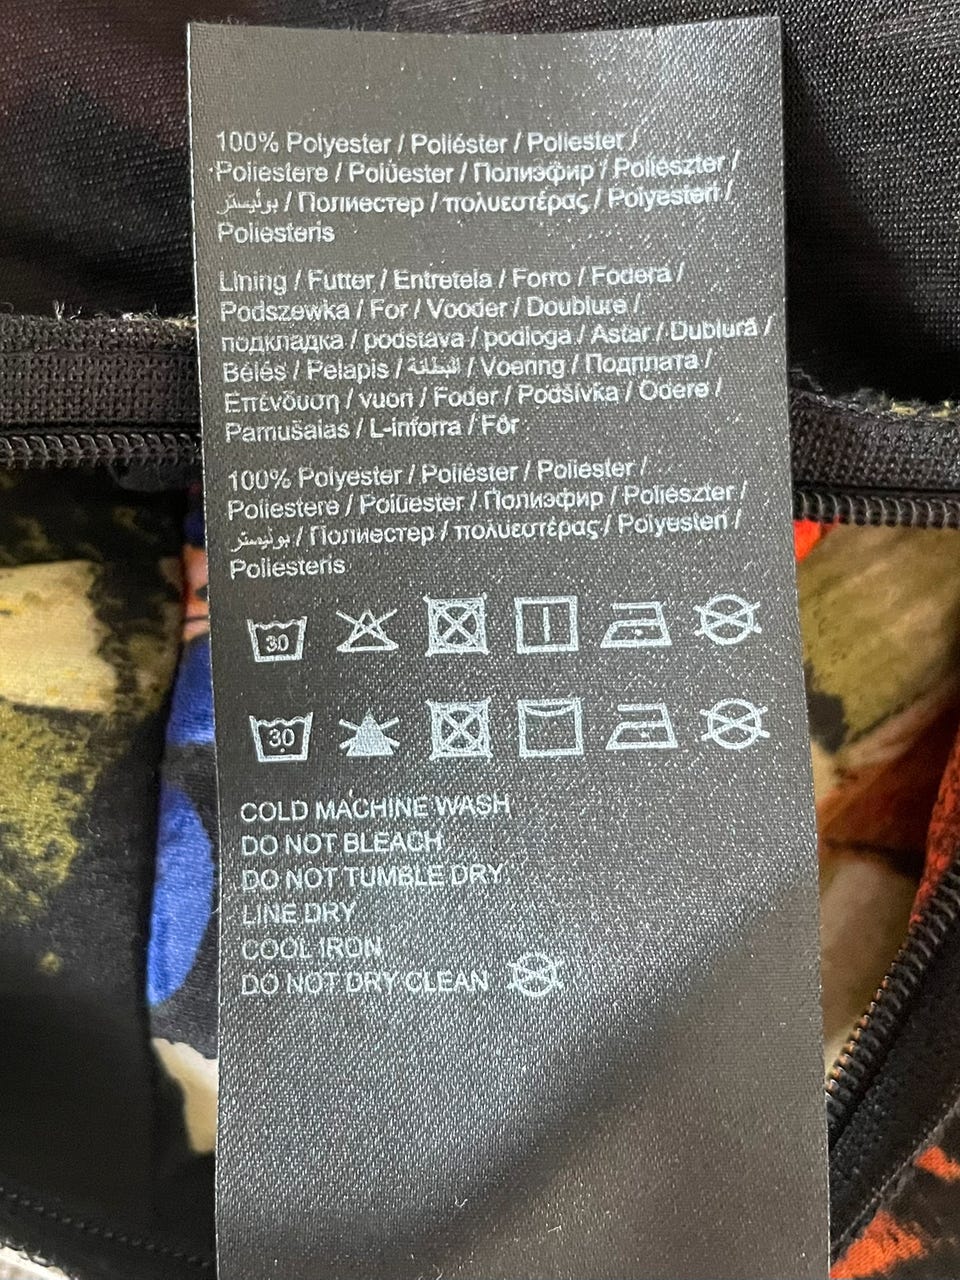 100% Polyester / Poliéster / Poliester /
Poliestere / Polüester / Полиэфир / Poliészter /
بوليستر / Полиестер / πολυεστέρας / Polyesteri /
Poliesteris
Lining / Futter / Entretela / Forro / Fodera /
Podszewka / For / Vooder / Doublure /
подкладка / podstava / podloga / Astar / Dublură /
Bélés / Pelapis / البطانة / Voering / Подплата /
Επένδυση / vuori / Foder / Podšívka / Odere /
Pamušalas / L-inforra / Fôr
100% Polyester / Poliéster / Poliester /
Poliestere / Polüester / Полиэфир / Poliészter /
بوليستر / Полиестер / πολυεστέρας / Polyesteri /
Poliesteris
30
30
COLD MACHINE WASH
DO NOT BLEACH
DO NOT TUMBLE DRY
LINE DRY
COOL IRON
DO NOT DRY CLEAN